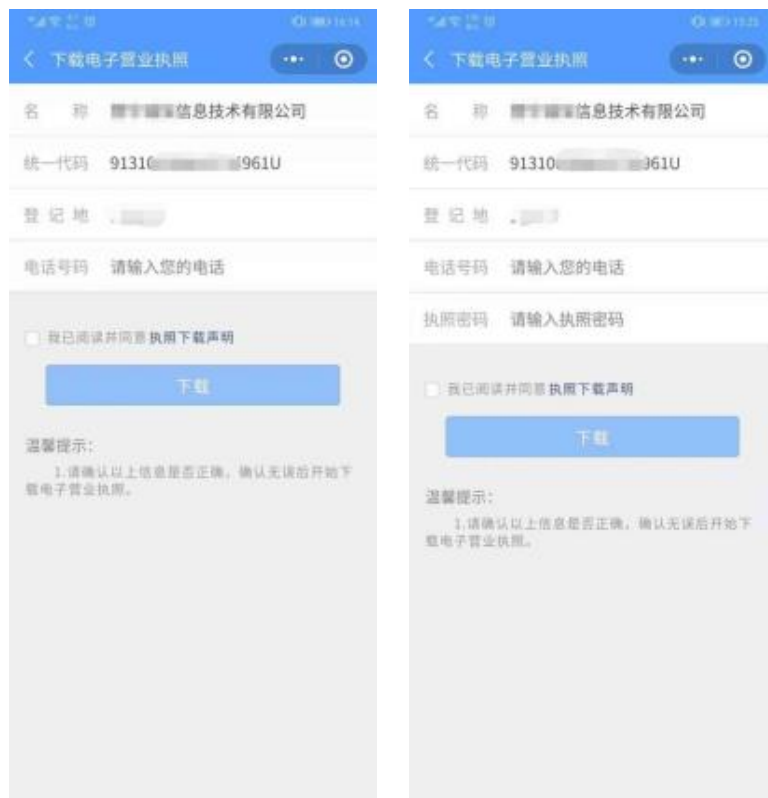 下载电子营业执照
名 称 信息技术有限公司
统一代码 9131 961U
登 记 地
电话号码 请输入您的电话
我已阅读并同意执照下载声明
下载
温馨提示:
1.请确认以上信息是否正确，确认无误后开始下
载电子营业执照。
下载电子营业执照
名 称 信息技术有限公司
统一代码 91310 961U
登 记 地
电话号码 请输入您的电话
执照密码 请输入执照密码
我已阅读并同意执照下载声明
下载
温馨提示:
1.请确认以上信息是否正确，确认无误后开始下
载电子营业执照。